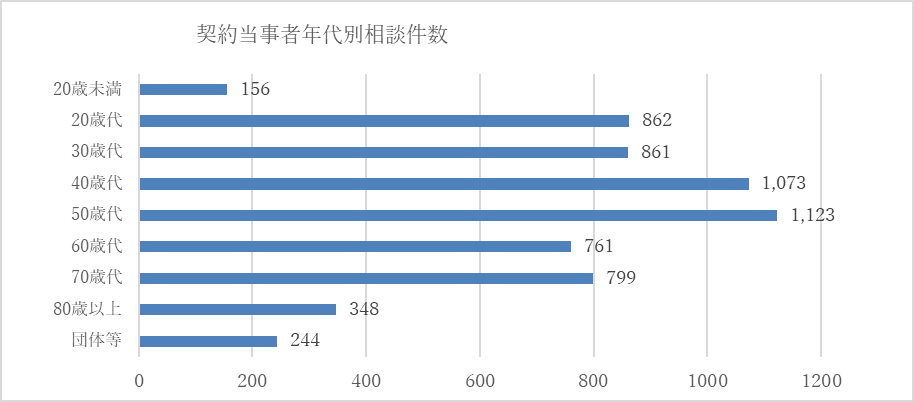 契約当事者年代別相談件数
20歳未満 156
20歳代 862
30歳代 861
40歳代 1,073
50歳代 1,123
60歳代 761
70歳代 799
80歳以上 348
団体等 244
0 200 400 600 800 1000 1200